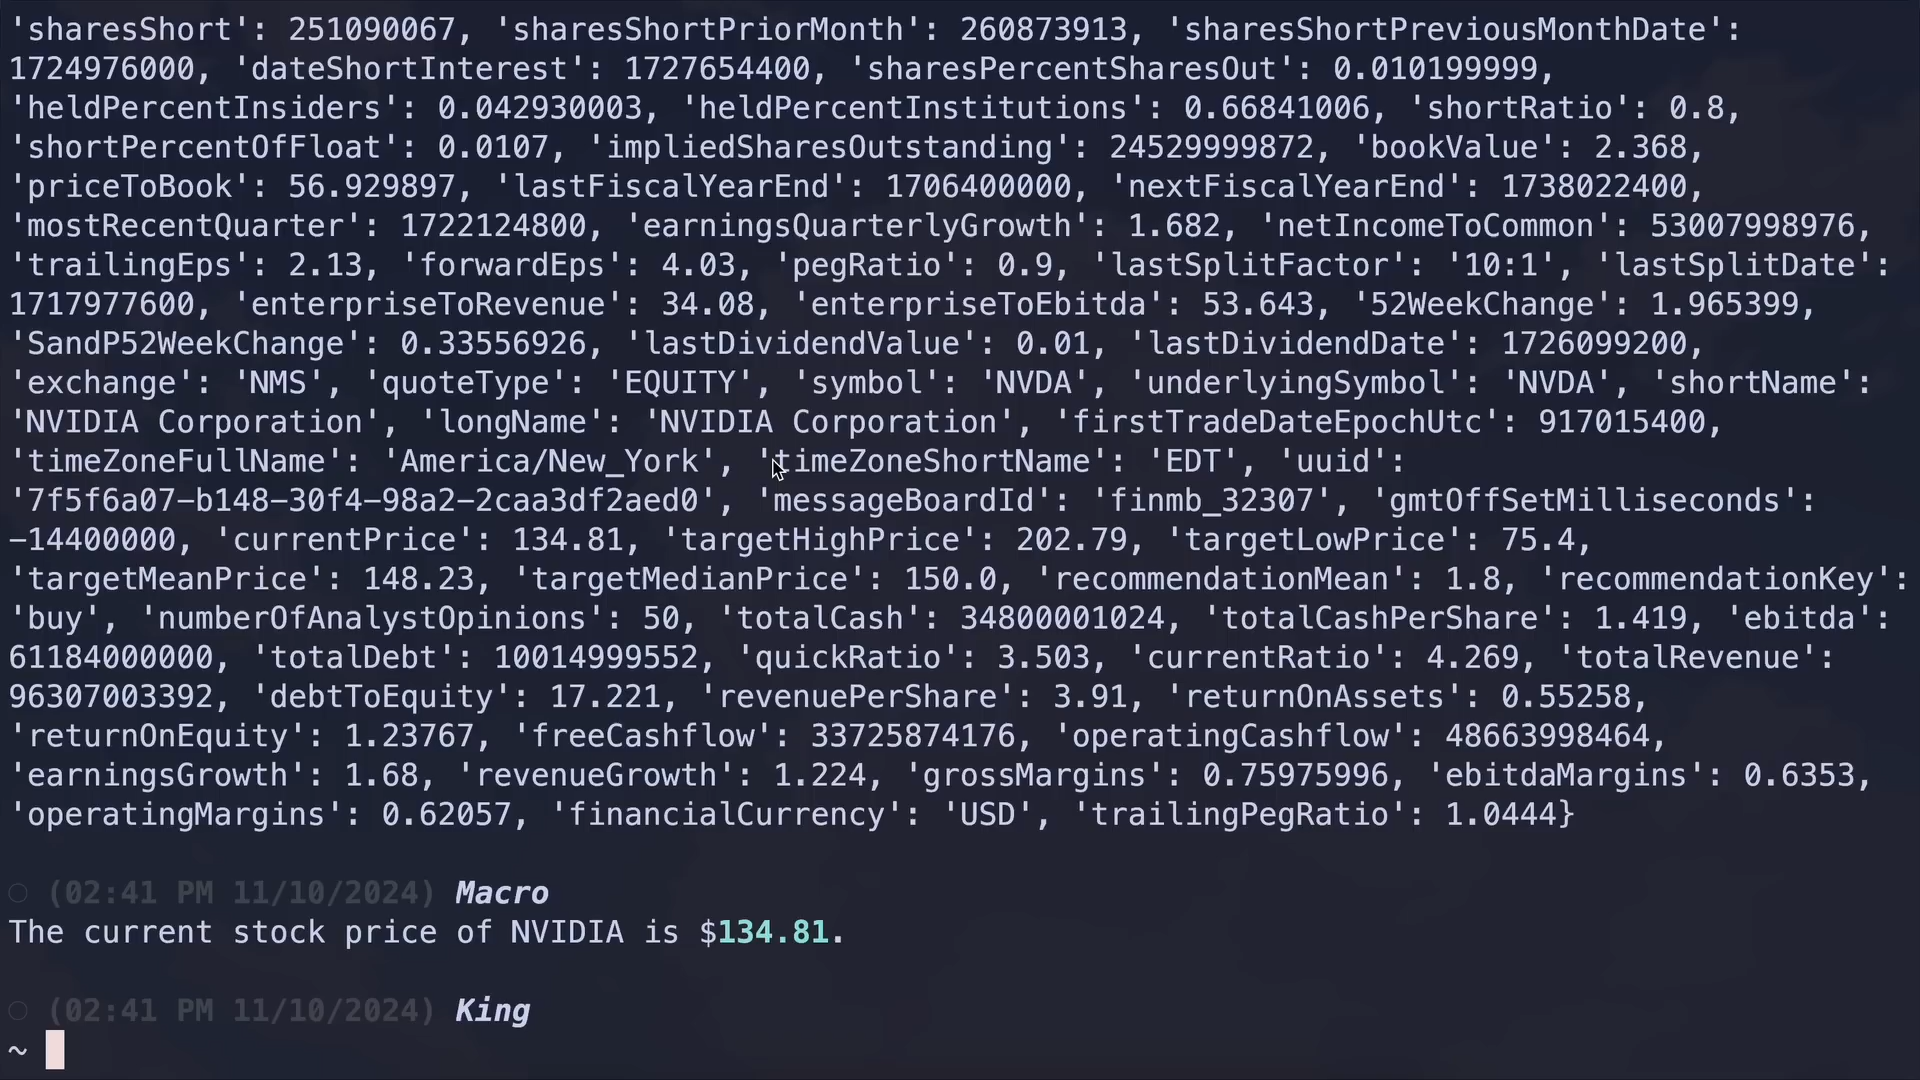 'sharesShort': 251090067, 'sharesShortPriorMonth': 260873913, 'sharesShortPreviousMonthDate':
1724976000, 'dateShortInterest': 1727654400, 'sharesPercentSharesOut': 0.010199999,
'heldPercentInsiders': 0.042930003, 'heldPercentInstitutions': 0.66841006, 'shortRatio': 0.8,
'shortPercentOfFloat': 0.0107, 'impliedSharesOutstanding': 24529999872, 'bookValue': 2.368,
'priceToBook': 56.929897, 'lastFiscalYearEnd': 1706400000, 'nextFiscalYearEnd': 1738022400,
'mostRecentQuarter': 1722124800, 'earningsQuarterlyGrowth': 1.682, 'netIncomeToCommon': 53007998976,
'trailingEps': 2.13, 'forwardEps': 4.03, 'pegRatio': 0.9, 'lastSplitFactor': '10:1', 'lastSplitDate':
1717977600, 'enterpriseToRevenue': 34.08, 'enterpriseToEbitda': 53.643, '52WeekChange': 1.965399,
'SandP52WeekChange': 0.33556926, 'lastDividendValue': 0.01, 'lastDividendDate': 1726099200,
'exchange': 'NMS', 'quoteType': 'EQUITY', 'symbol': 'NVDA', 'underlyingSymbol': 'NVDA', 'shortName':
'NVIDIA Corporation', 'longName': 'NVIDIA Corporation', 'firstTradeDateEpochUtc': 917015400,
'timeZoneFullName': 'America/New_York', 'timeZoneShortName': 'EDT', 'uuid':
'7f5f6a07-b148-30f4-98a2-2caa3df2aed0', 'messageBoardId': 'finmb_32307', 'gmtOffSetMilliseconds':
-14400000, 'currentPrice': 134.81, 'targetHighPrice': 202.79, 'targetLowPrice': 75.4,
'targetMeanPrice': 148.23, 'targetMedianPrice': 150.0, 'recommendationMean': 1.8, 'recommendationKey':
'buy', 'numberOfAnalystOpinions': 50, 'totalCash': 34800001024, 'totalCashPerShare': 1.419, 'ebitda':
61184000000, 'totalDebt': 10014999552, 'quickRatio': 3.503, 'currentRatio': 4.269, 'totalRevenue':
96307003392, 'debtToEquity': 17.221, 'revenuePerShare': 3.91, 'returnOnAssets': 0.55258,
'returnOnEquity': 1.23767, 'freeCashflow': 33725874176, 'operatingCashflow': 48663998464,
'earningsGrowth': 1.68, 'revenueGrowth': 1.224, 'grossMargins': 0.75975996, 'ebitdaMargins': 0.6353,
'operatingMargins': 0.62057, 'financialCurrency': 'USD', 'trailingPegRatio': 1.0444}
(02:41 PM 11/10/2024) Macro
The current stock price of NVIDIA is $134.81.
(02:41 PM 11/10/2024) King
~